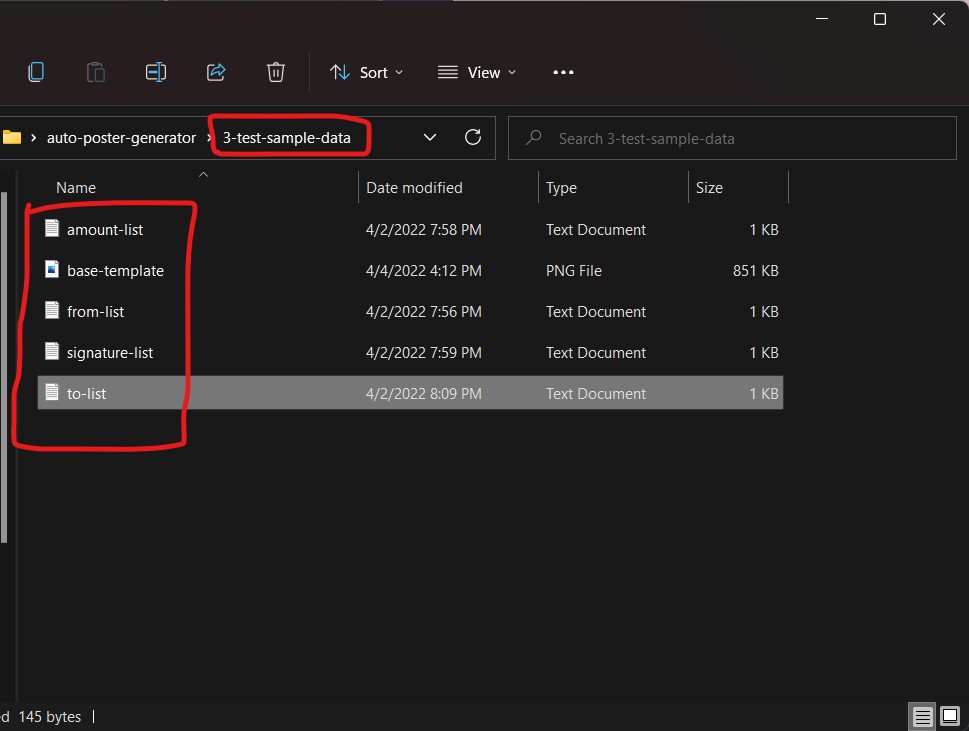 Sort View
auto-poster-generator 3-test-sample-data Search 3-test-sample-data
Name Date modified Type Size
amount-list 4/2/2022 7:58 PM Text Document 1 KB
base-template 4/4/2022 4:12 PM PNG File 851 KB
from-list 4/2/2022 7:56 PM Text Document 1 KB
signature-list 4/2/2022 7:59 PM Text Document 1 KB
to-list 4/2/2022 8:09 PM Text Document 1 KB
d 145 bytes